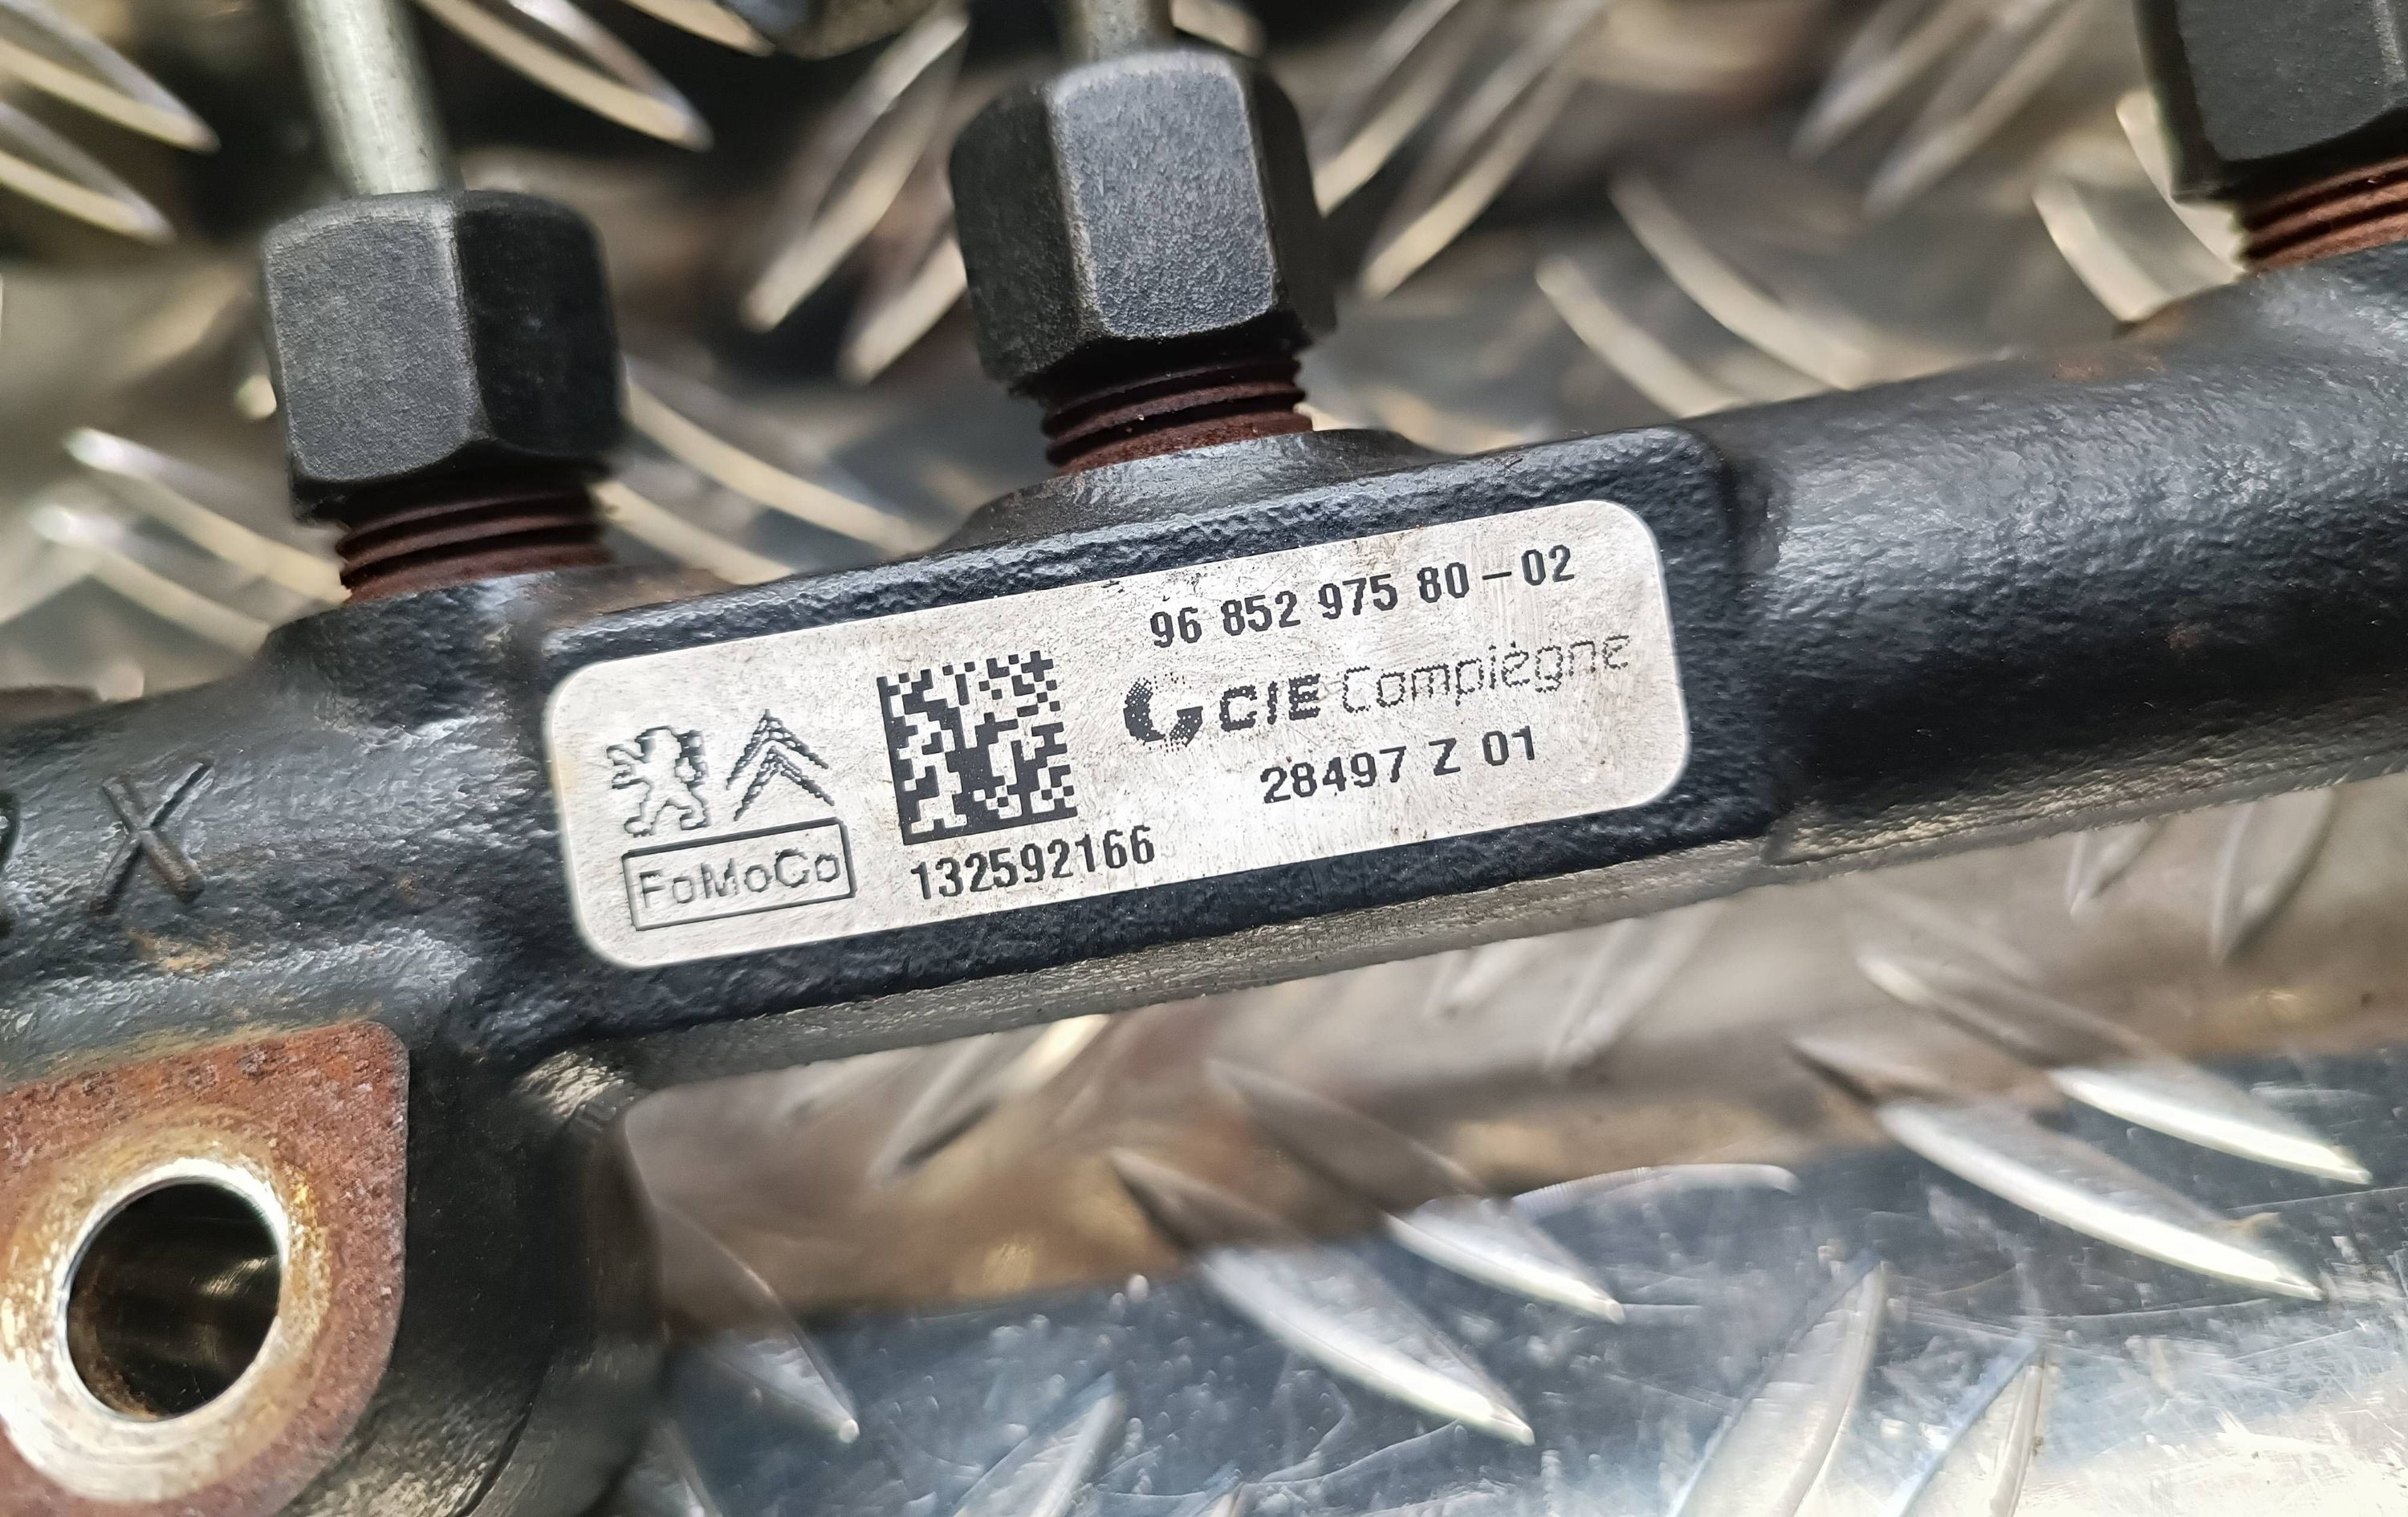 96 852 975 80-02
CIE Compiègne
28497 Z 01
132592166
FoMoCo
X